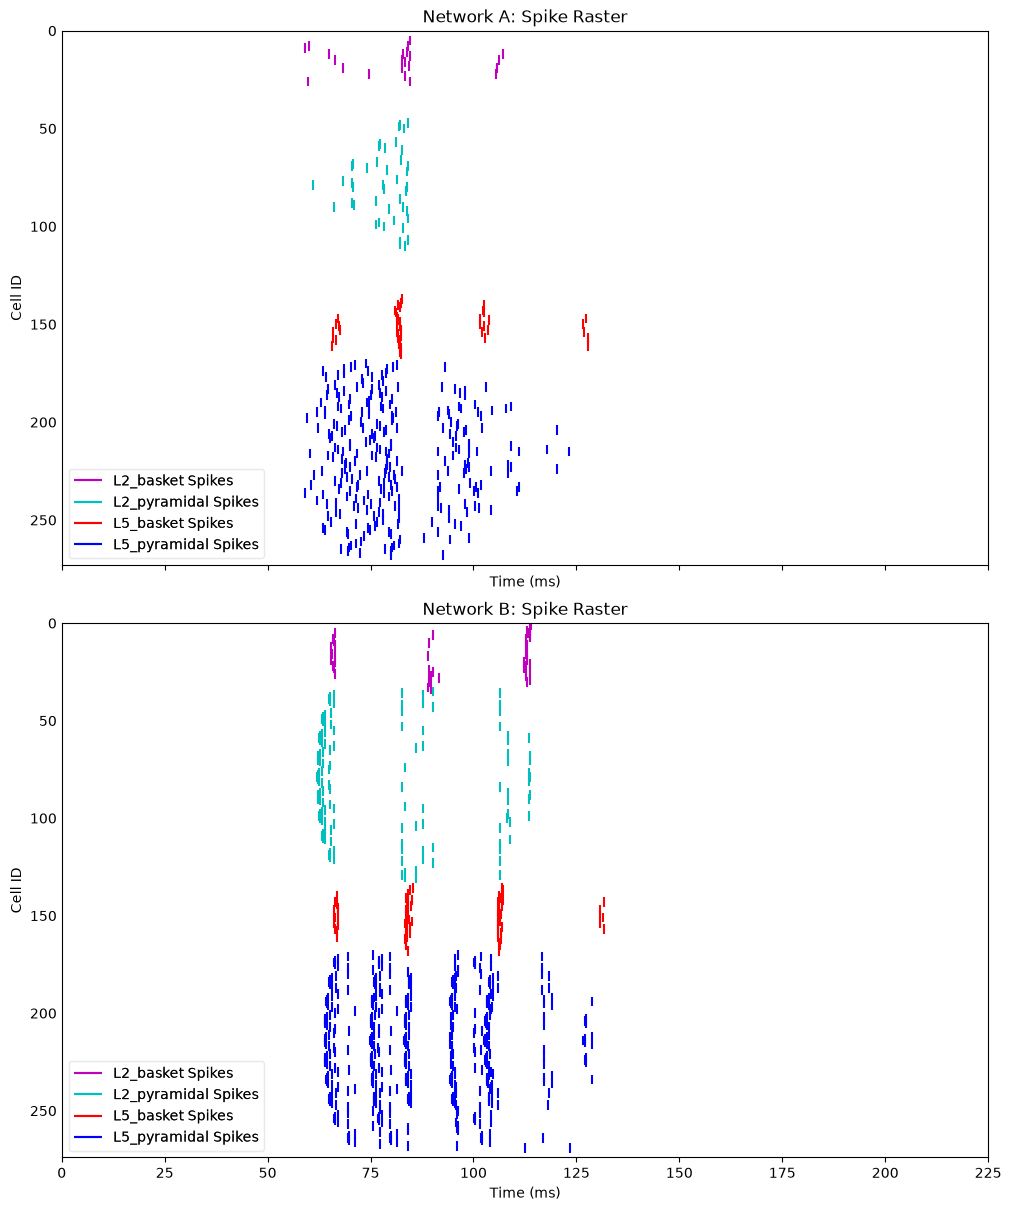 Network A: Spike Raster
0
50
100
150
200
250
Cell ID
L2_basket Spikes
L2_pyramidal Spikes
L5_basket Spikes
L5_pyramidal Spikes
Time (ms)
Network B: Spike Raster
0
50
100
150
200
250
Cell ID
L2_basket Spikes
L2_pyramidal Spikes
L5_basket Spikes
L5_pyramidal Spikes
0 25 50 75 100 125 150 175 200 225
Time (ms)